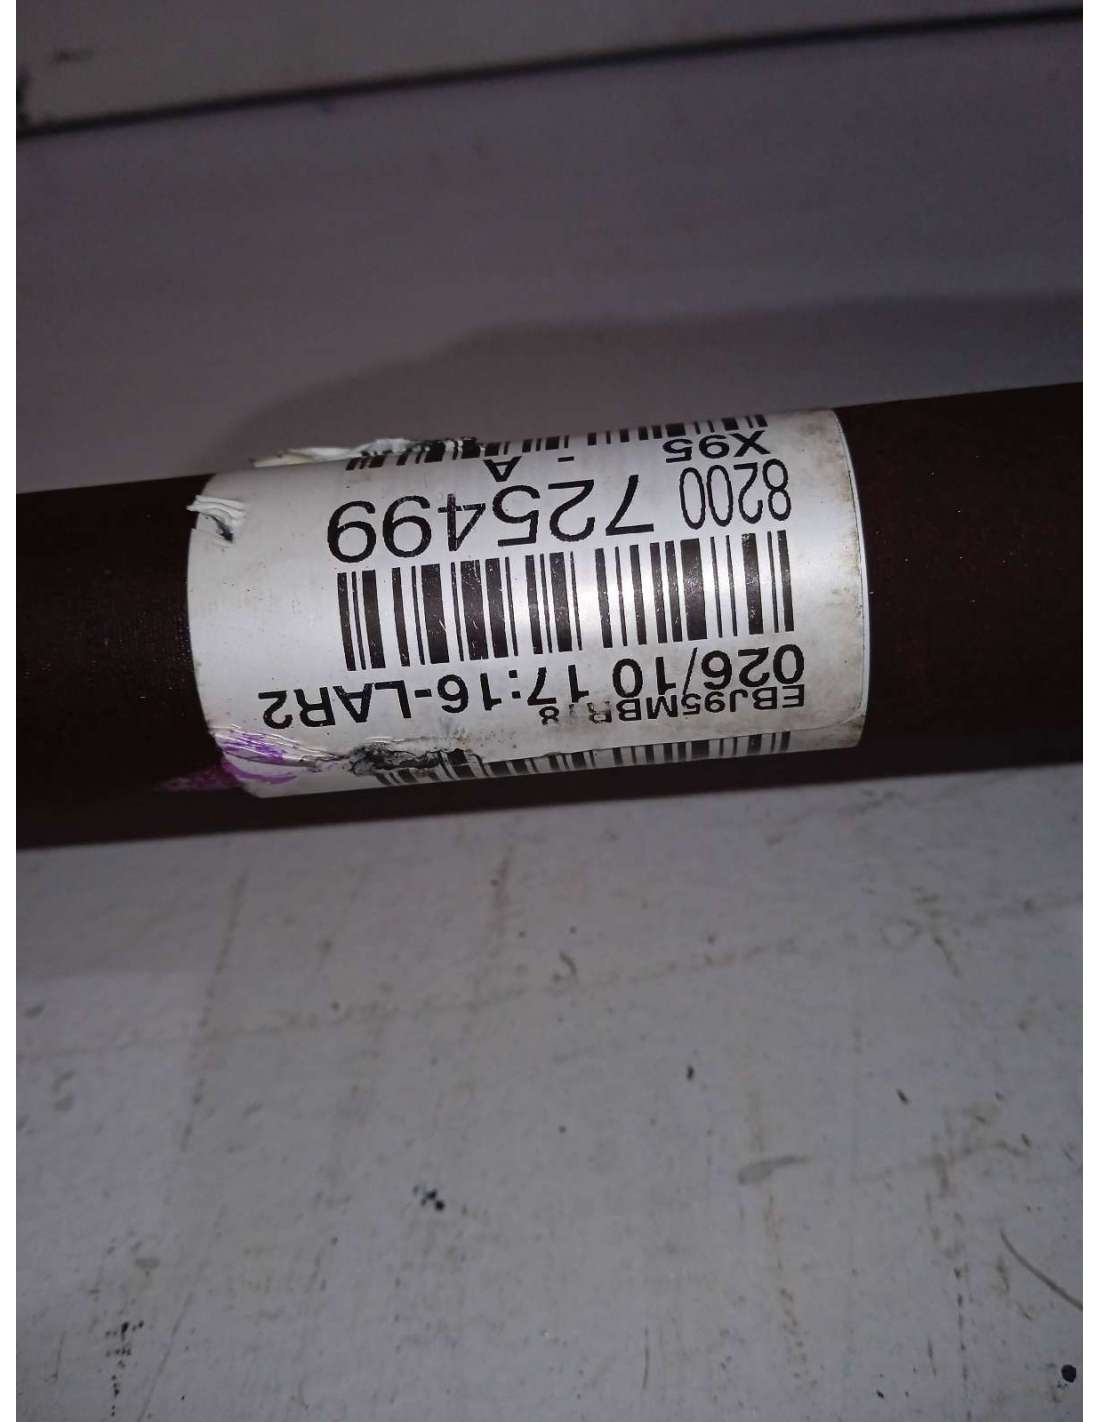 EBJ95MBR18
026/10 17:16-LAR2
8200 725499
X95 - A